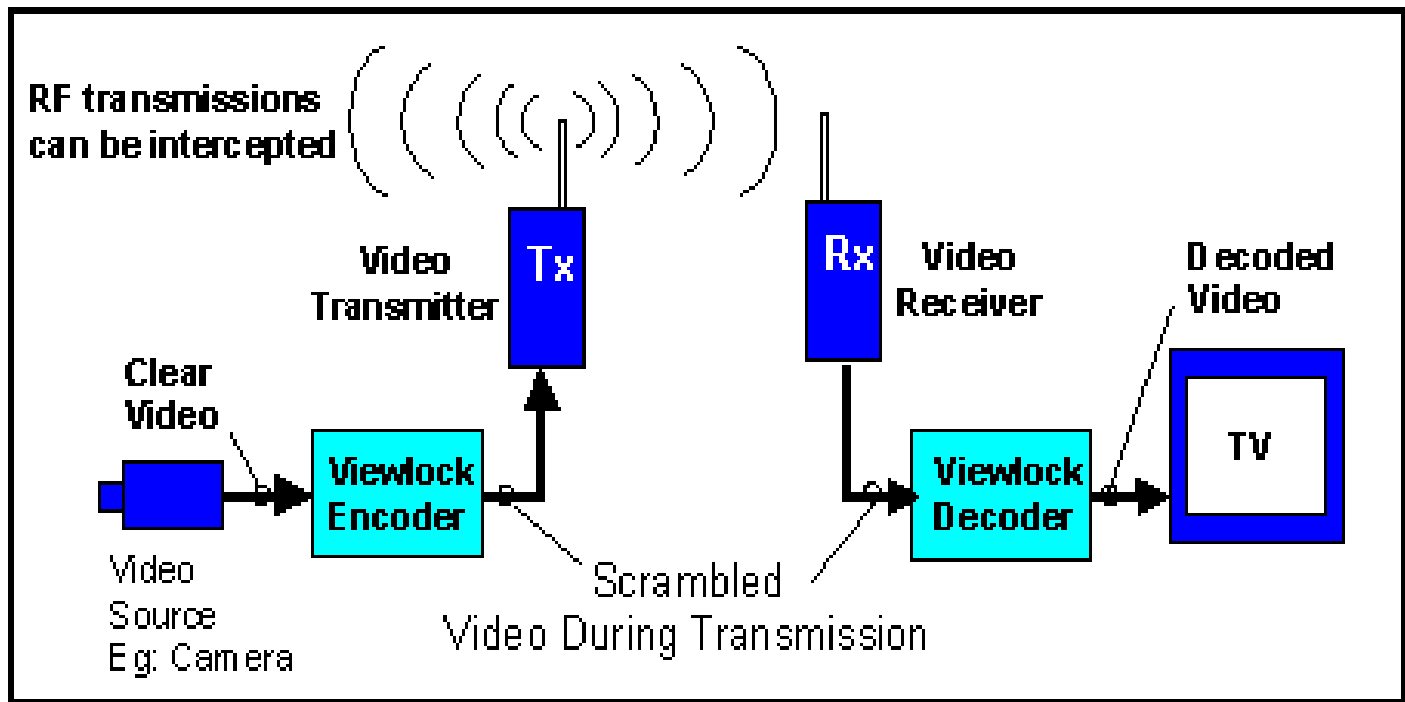 RF transmissions
can be intercepted
Video
Transmitter
Tx
Rx
Video
Receiver
Decoded
Video
Clear
Video
Viewlock
Encoder
Viewlock
Decoder
TV
Video
Source
Eg: Camera
Scrambled
Video During Transmission